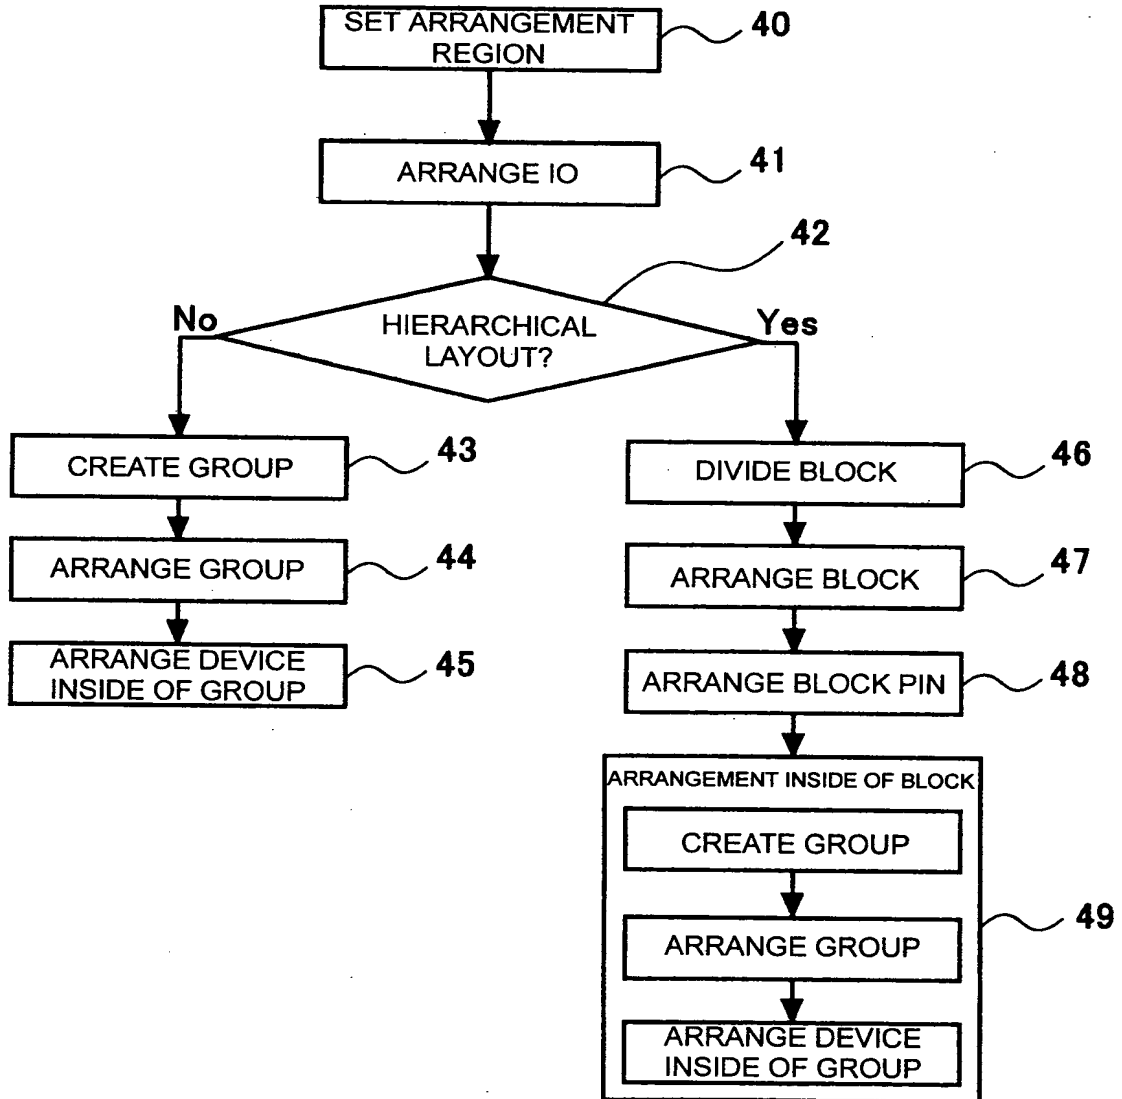 SET ARRANGEMENT
REGION
40
ARRANGE IO
41
42
HIERARCHICAL
LAYOUT?
No
Yes
CREATE GROUP
43
ARRANGE GROUP
44
ARRANGE DEVICE
INSIDE OF GROUP
45
DIVIDE BLOCK
46
ARRANGE BLOCK
47
ARRANGE BLOCK PIN
48
ARRANGEMENT INSIDE OF BLOCK
CREATE GROUP
ARRANGE GROUP
49
ARRANGE DEVICE
INSIDE OF GROUP